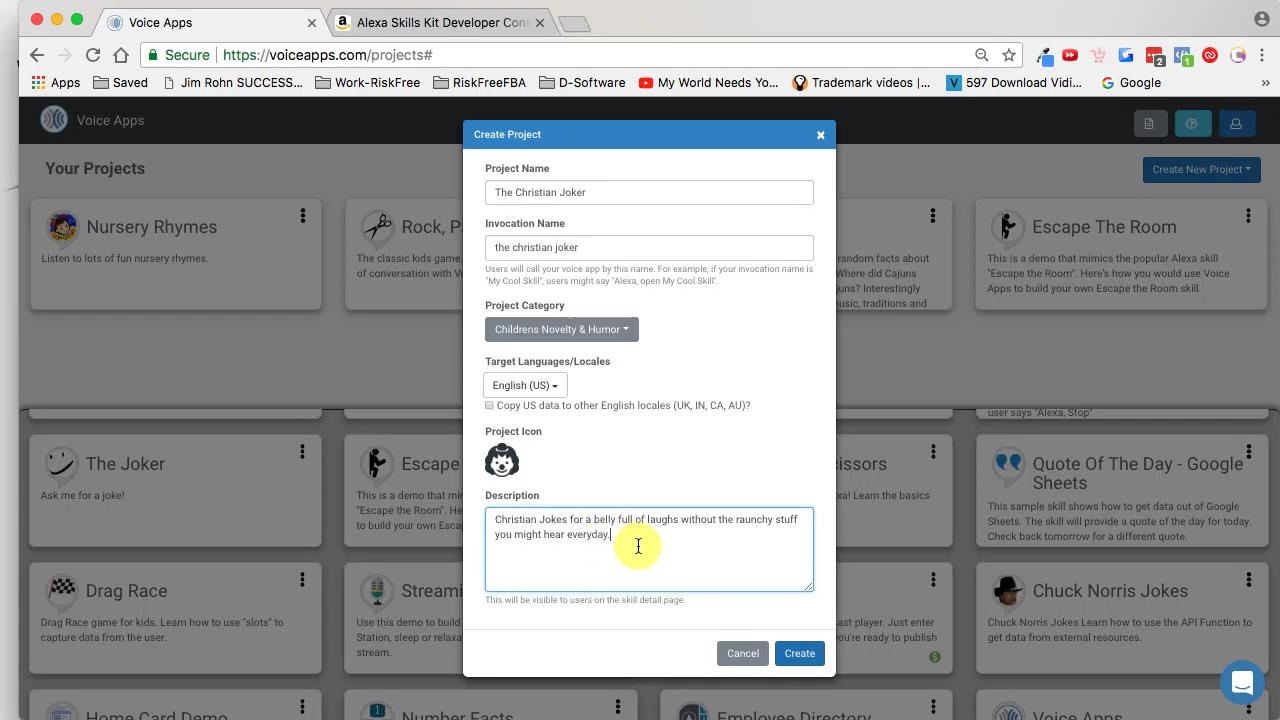 Voice Apps
Alexa Skills Kit Developer Cons
Secure
https://voiceapps.com/projects#
Apps
Saved
Jim Rohn SUCCESS...
Work-RiskFree
RiskFreeFBA
D-Software
My World Needs Yo...
Trademark videos |...
597 Download Vidi...
Google
»
Voice Apps
Your Projects
Create New Project
Nursery Rhymes
Listen to lots of fun nursery rhymes.
Rock, P
The classic kids game.
of conversation with V
random facts about
Where did Cajuns
uns? Interestingly
usic, traditions and
Escape The Room
This is a demo that mimics the popular Alexa skill
"Escape the Room". Here's how you would use Voice
Apps to build your own Escape the Room skill.
Create Project
Project Name
The Christian Joker
Invocation Name
the christian joker
Users will call your voice app by this name. For example, if your invocation name is
"My Cool Skill", users might say "Alexa, open My Cool Skill".
Project Category
Childrens Novelty & Humor
Target Languages/Locales
English (US)
Copy US data to other English locales (UK, IN, CA, AU)?
Project Icon
Description
Christian Jokes for a belly full of laughs without the raunchy stuff
you might hear everyday.
This will be visible to users on the skill detail page.
Cancel
Create
user says "Alexa, Stop"
The Joker
Ask me for a joke!
Escape
This is a demo that mim
"Escape the Room". He
to build your own Escap
cissors
xa! Learn the basics
Quote Of The Day - Google
Sheets
This sample skill shows how to pull data out of Google
Sheets. The skill will provide a quote of the day for today.
Check back tomorrow for a different quote.
Drag Race
Drag Race game for kids. Learn how to use "slots" to
capture data from the user.
Streami
Use this demo to build
Station, sleep or relaxa
stream.
cast player. Just enter
ou're ready to publish
Chuck Norris Jokes
Chuck Norris Jokes Learn how to use the API Function to
get data from external resources.
Home Card Demo
Number Facts
Employee Directory
Voice Apps